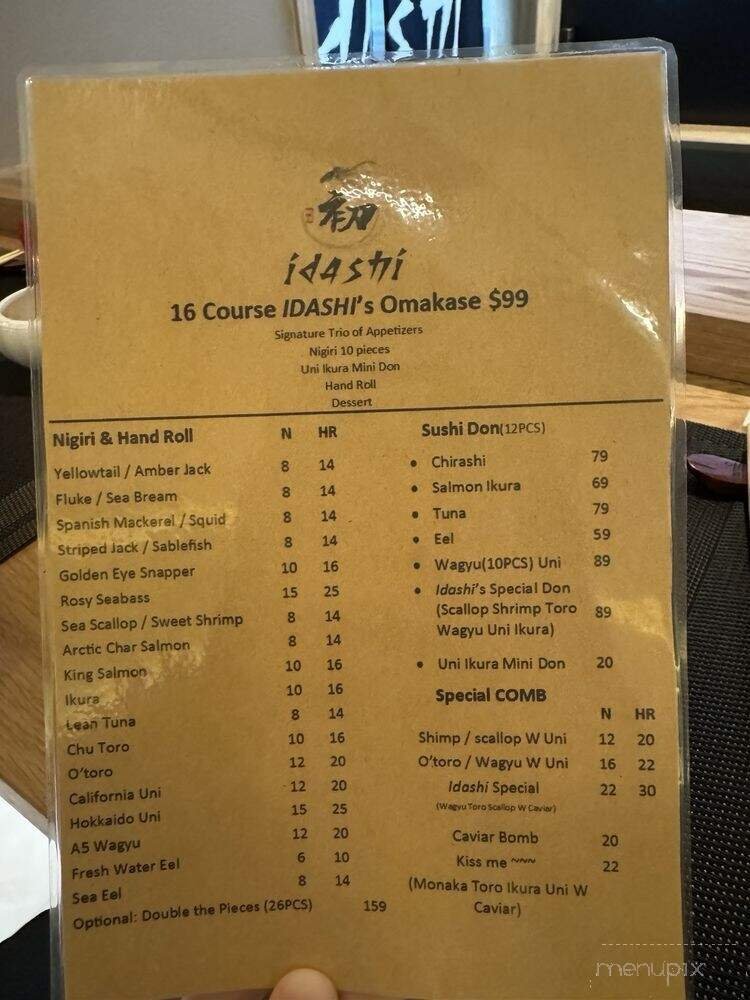 初
idashi
16 Course IDASHI's Omakase $99
Signature Trio of Appetizers
Nigiri 10 pieces
Uni Ikura Mini Don
Hand Roll
Dessert
Nigiri & Hand Roll N HR
Yellowtail / Amber Jack 8 14
Fluke / Sea Bream 8 14
Spanish Mackerel / Squid 8 14
Striped Jack / Sablefish 8 14
Golden Eye Snapper 10 16
Rosy Seabass 15 25
Sea Scallop / Sweet Shrimp 8 14
Arctic Char Salmon 8 14
King Salmon 10 16
Ikura 10 16
Lean Tuna 8 14
Chu Toro 10 16
O'toro 12 20
California Uni 12 20
Hokkaido Uni 15 25
A5 Wagyu 12 20
Fresh Water Eel 6 10
Sea Eel 8 14
Optional: Double the Pieces (26PCS) 159
Sushi Don(12PCS)
• Chirashi 79
• Salmon Ikura 69
• Tuna 79
• Eel 59
• Wagyu(10PCS) Uni 89
• Idashi's Special Don
(Scallop Shrimp Toro 89
Wagyu Uni Ikura)
• Uni Ikura Mini Don 20
Special COMB
N HR
Shimp / scallop W Uni 12 20
O'toro / Wagyu W Uni 16 22
Idashi Special 22 30
(Wagyu Toro Scallop W Caviar)
Caviar Bomb 20
Kiss me ~~~ 22
(Monaka Toro Ikura Uni W
Caviar)
menupix